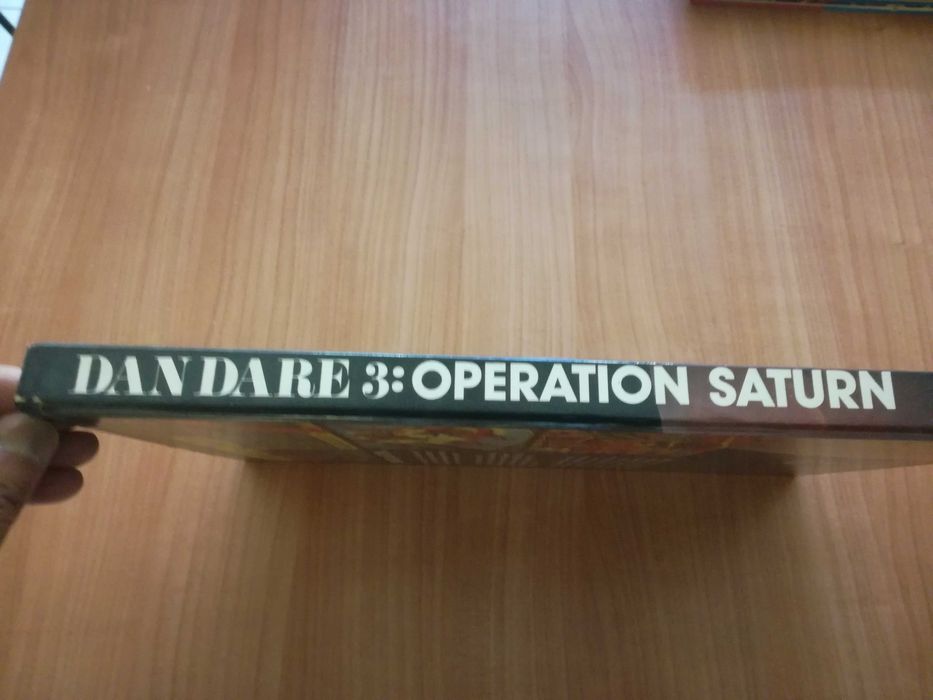 DAN DARE 3: OPERATION SATURN